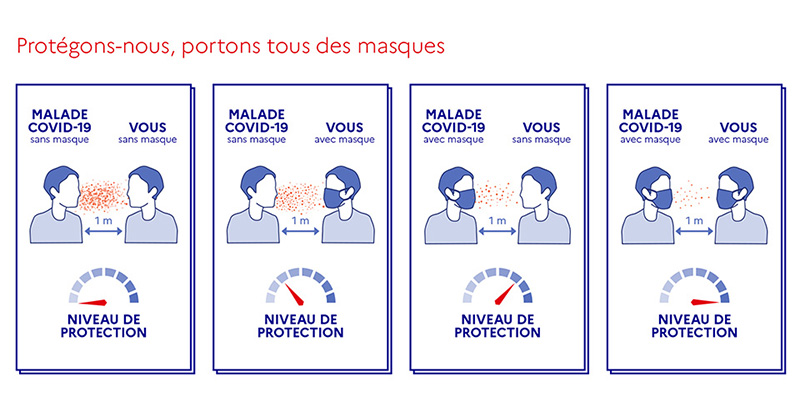 Protégons-nous, portons tous des masques
MALADE
COVID-19
sans masque
VOUS
sans masque
1 m
NIVEAU DE
PROTECTION
MALADE
COVID-19
sans masque
VOUS
avec masque
1 m
NIVEAU DE
PROTECTION
MALADE
COVID-19
avec masque
VOUS
sans masque
1 m
NIVEAU DE
PROTECTION
MALADE
COVID-19
avec masque
VOUS
avec masque
1 m
NIVEAU DE
PROTECTION